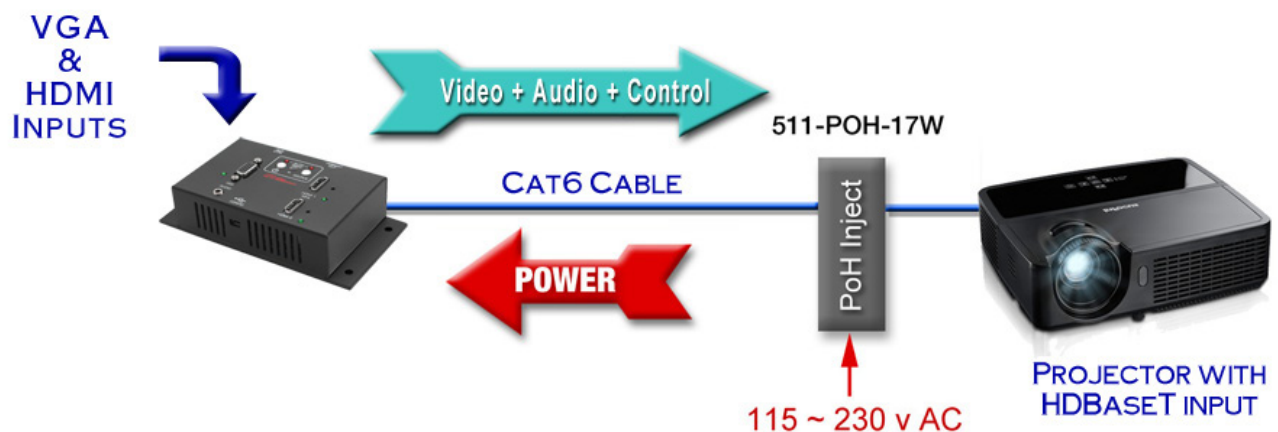 VGA
&
HDMI
INPUTS
Video + Audio + Control
511-POH-17W
CAT6 CABLE
PoH Inject
POWER
115 ~ 230 v AC
PROJECTOR WITH
HDBASET INPUT